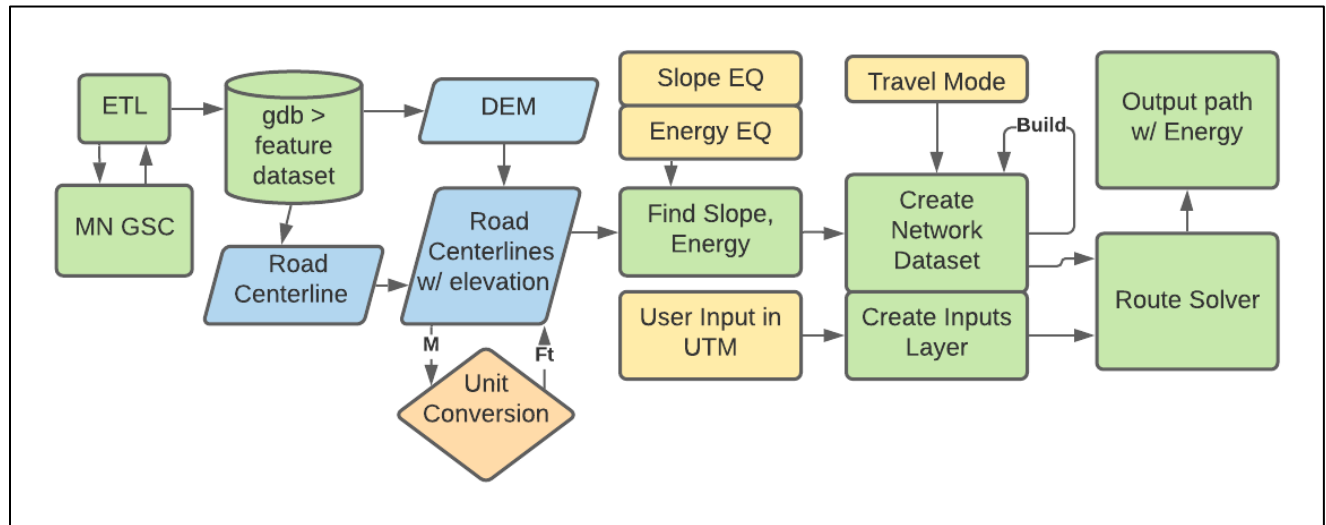 ETL
MN GSC
gdb >
feature
dataset
Road
Centerline
DEM
Road
Centerlines
w/ elevation
M
Ft
Unit
Conversion
Slope EQ
Energy EQ
Find Slope,
Energy
User Input in
UTM
Travel Mode
Build
Create
Network
Dataset
Create Inputs
Layer
Output path
w/ Energy
Route Solver